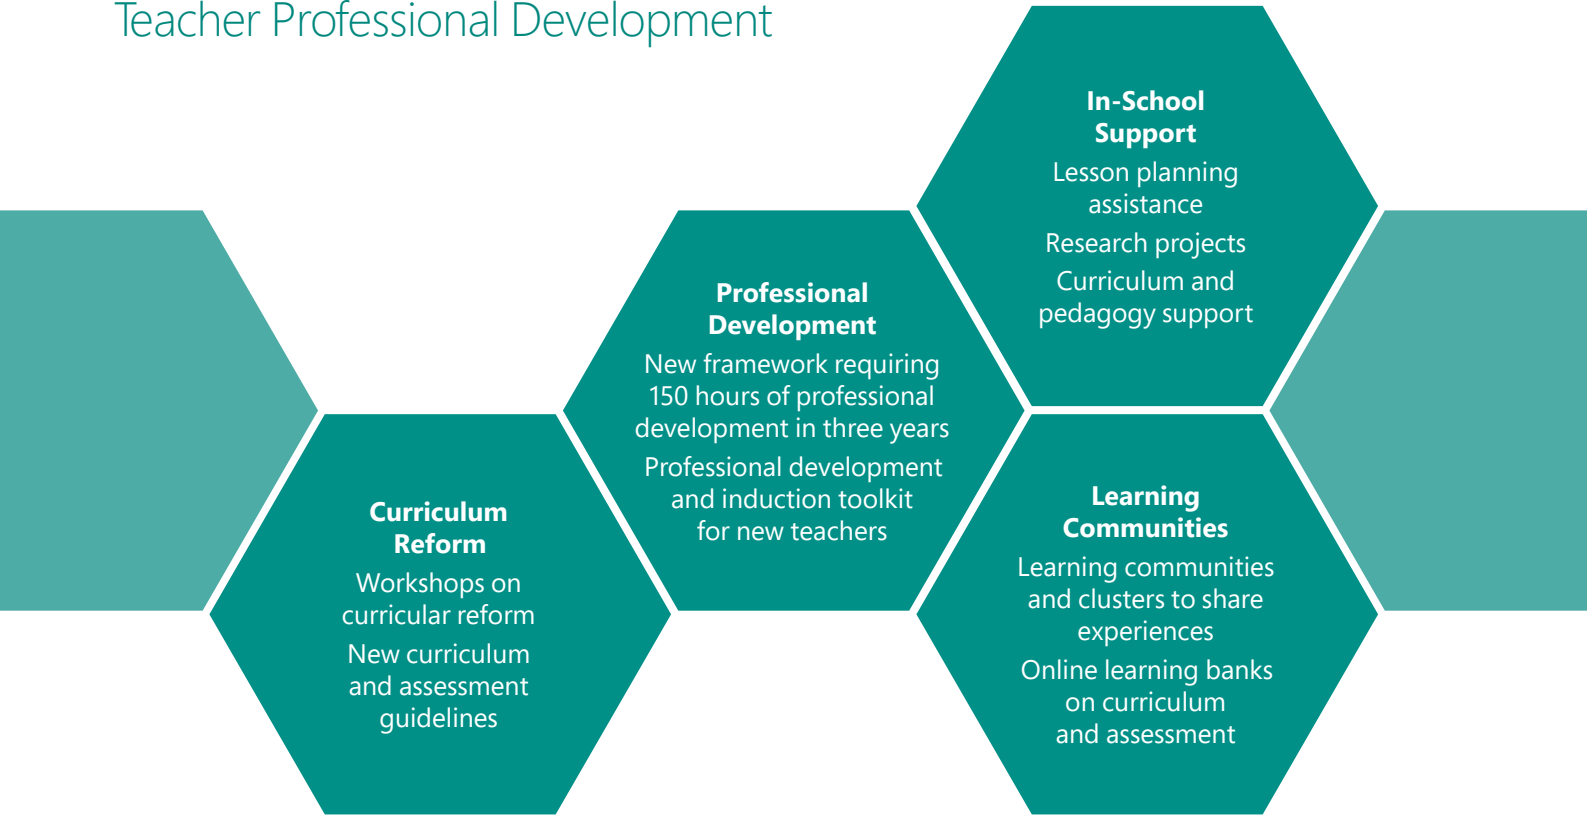 Teacher Professional Development
Curriculum
Reform
Workshops on
curricular reform
New curriculum
and assessment
guidelines
Professional
Development
New framework requiring
150 hours of professional
development in three years
Professional development
and induction toolkit
for new teachers
In-School
Support
Lesson planning
assistance
Research projects
Curriculum and
pedagogy support
Learning
Communities
Learning communities
and clusters to share
experiences
Online learning banks
on curriculum
and assessment